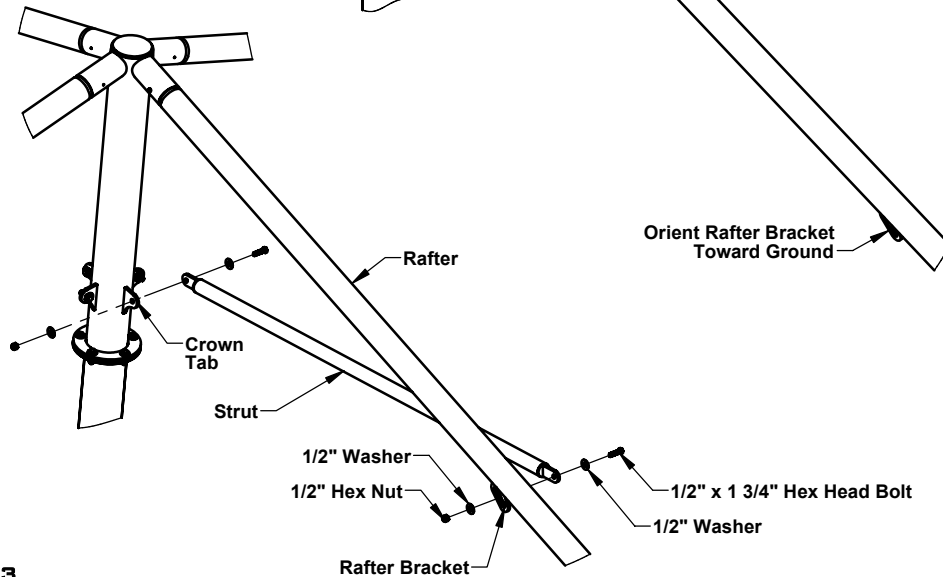 Orient Rafter Bracket
Toward Ground
Rafter
Crown
Tab
Strut
1/2" Washer
1/2" Hex Nut
1/2" x 1 3/4" Hex Head Bolt
1/2" Washer
Rafter Bracket
3